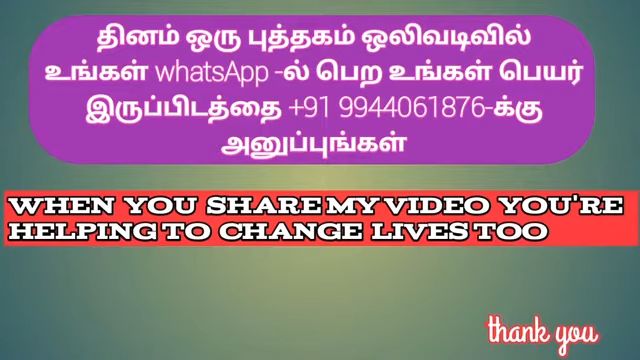 தினம் ஒரு புத்தகம் ஒலிவடிவில்
உங்கள் whatsApp -ல் பெற உங்கள் பெயர்
இருப்பிடத்தை +91 9944061876-க்கு
அனுப்புங்கள்
WHEN YOU SHARE MY VIDEO YOU'RE
HELPING TO CHANGE LIVES TOO
thank you